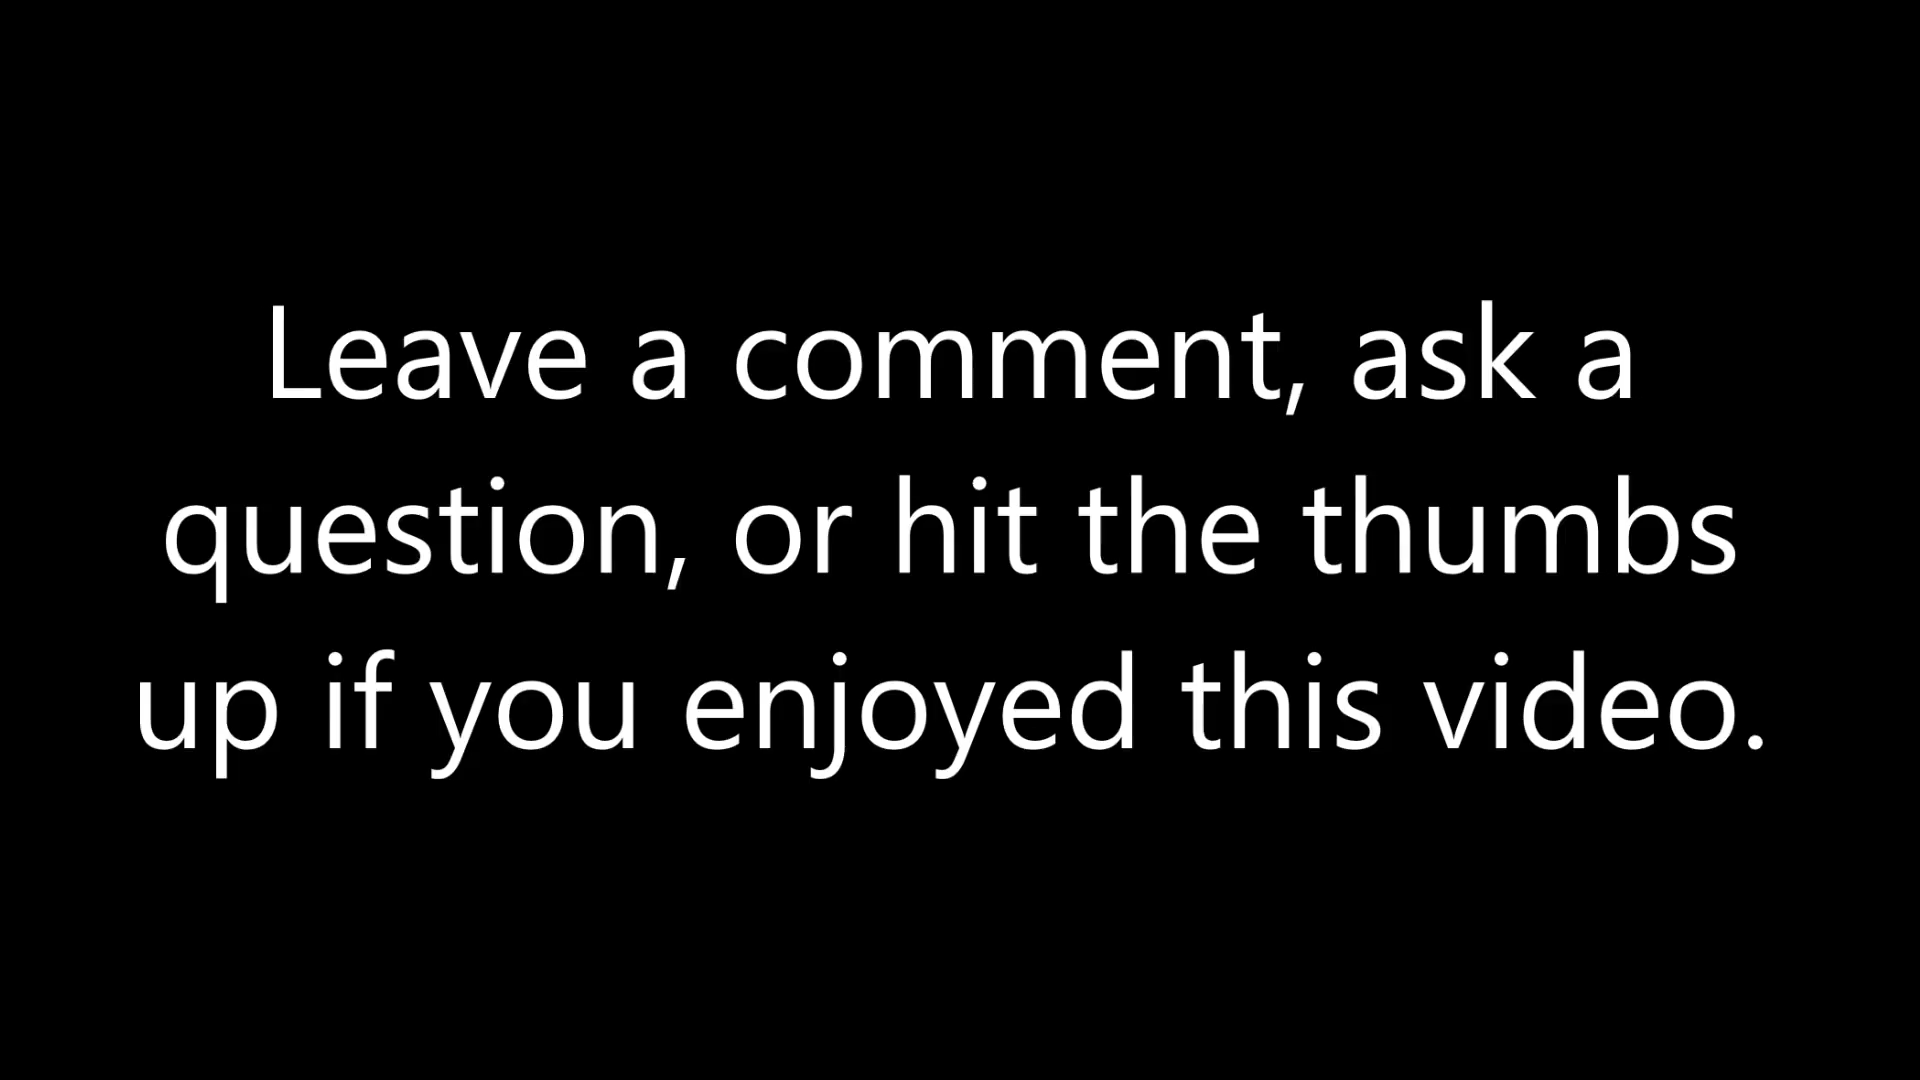 Leave a comment, ask a
question, or hit the thumbs
up if you enjoyed this video.